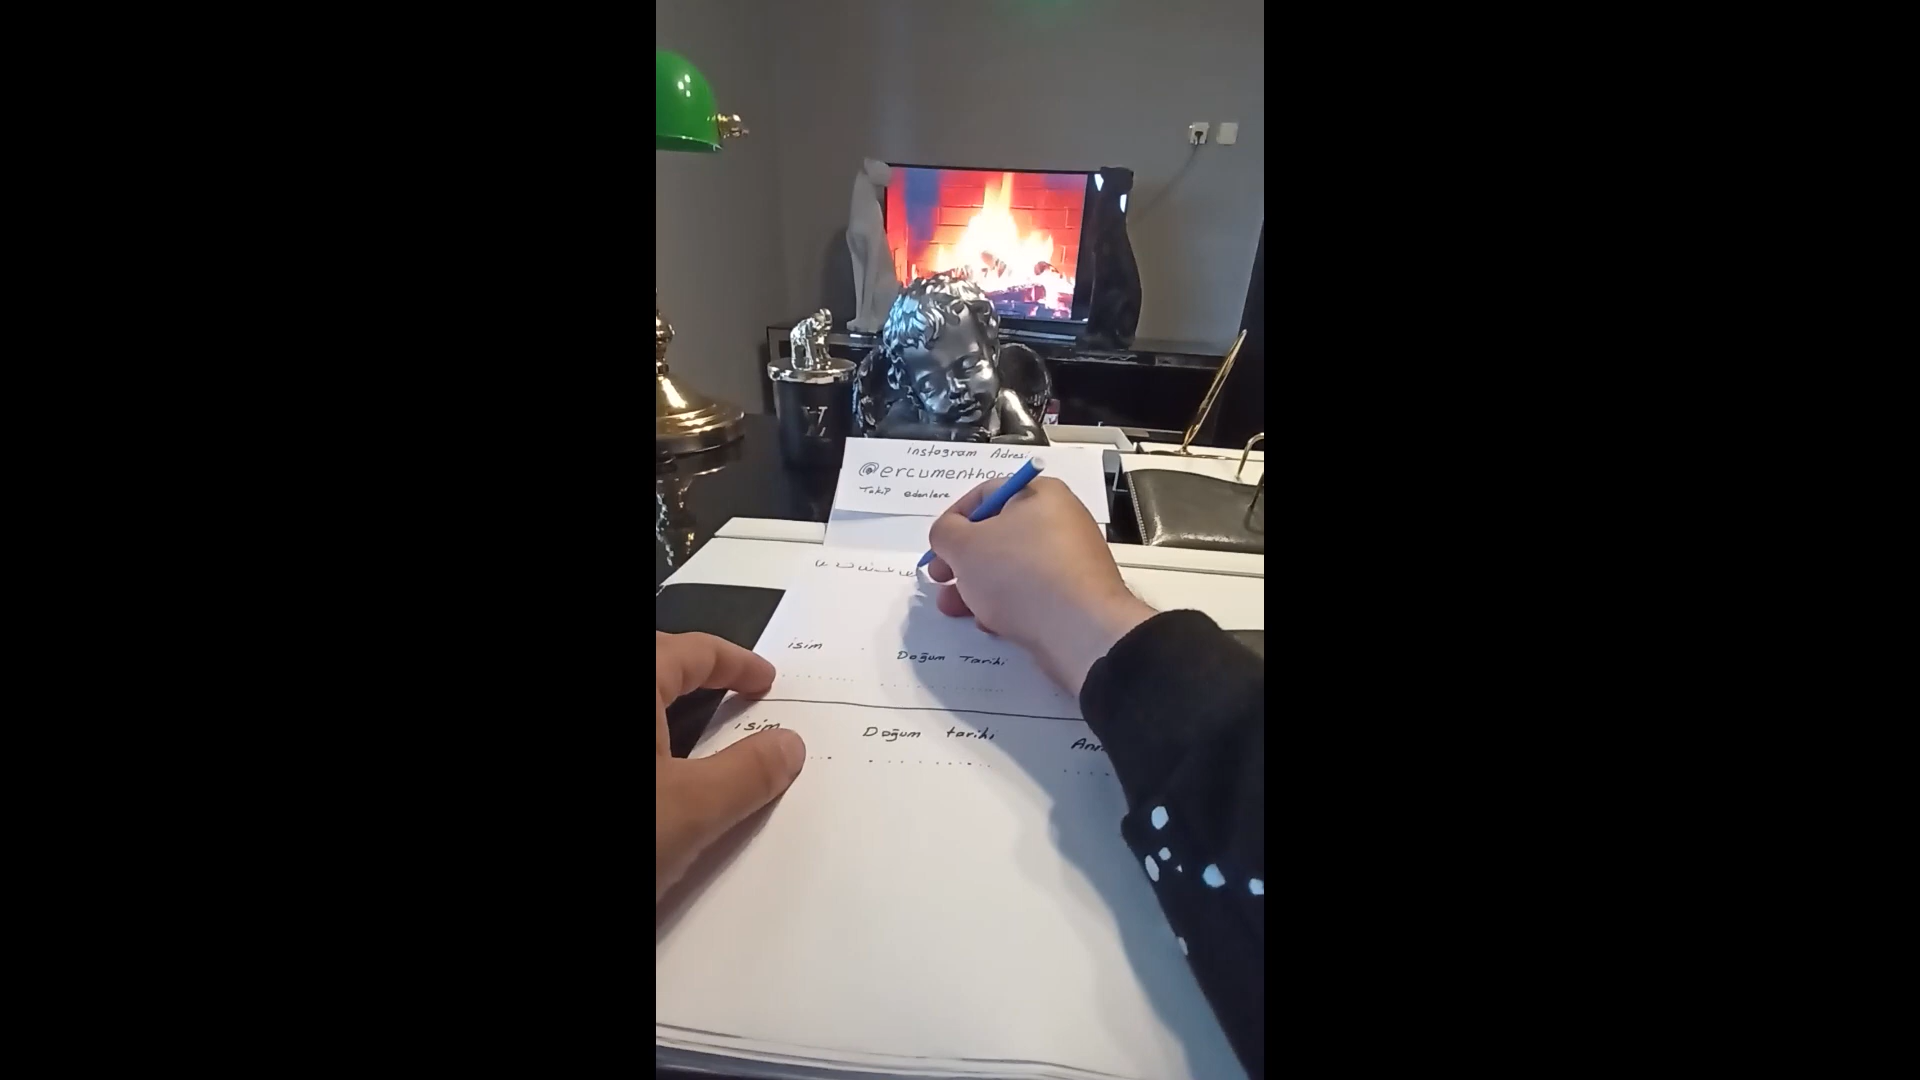 instagram Adresi
@ercumenthoca
Takip edenlere
isim Doğum Tarihi
isim Doğum tarihi